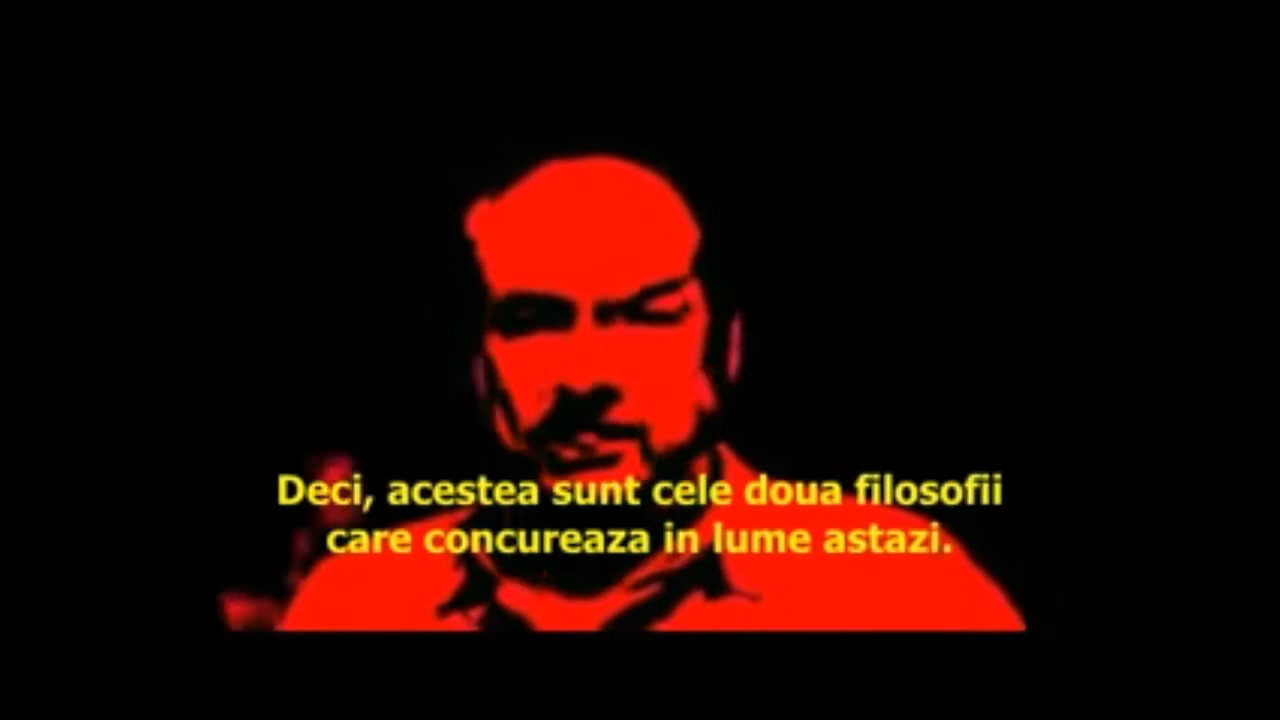 Deci, acestea sunt cele doua filosofii
care concureaza in lume astazi.